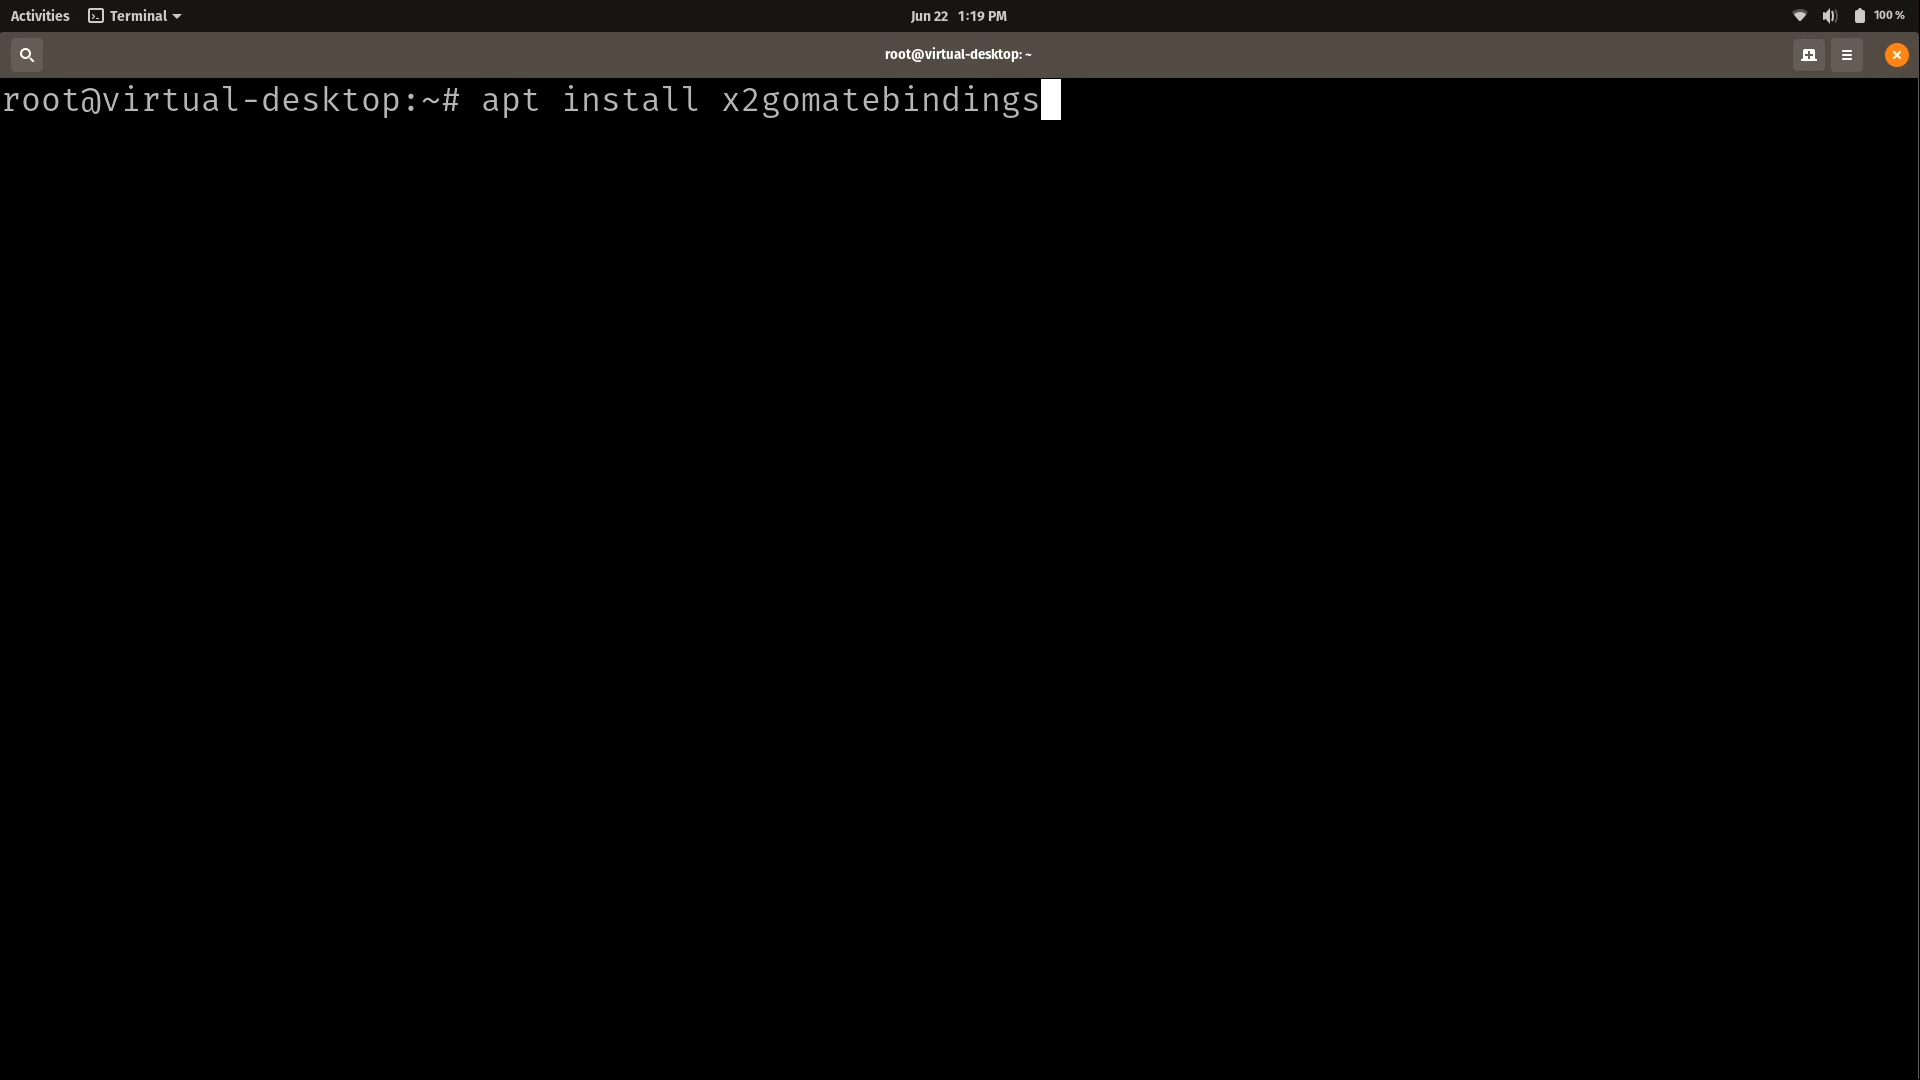 Activities Terminal Jun 22 1:19 PM 100 %
root@virtual-desktop: ~
root@virtual-desktop:~# apt install x2gomatebindings